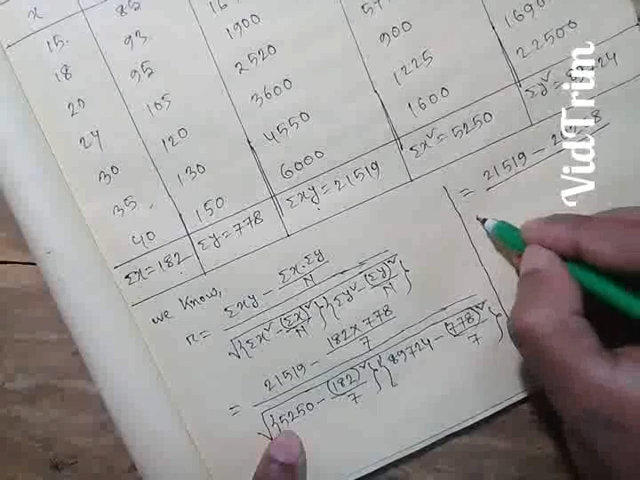 x 85
15 93 1900 900 1690
18 95 2520 1225 22500
20 105 3600 1600
24 120 4550 Σx² = 5250
30 130 6000
35 150 Σxy = 21519
40 Σy = 778
Σx = 182
= 21519 -
we know,
r = Σxy - Σx·Σy/N / √{Σx² - (Σx)²/N}{Σy² - (Σy)²/N}
= 21519 - 182 x 778/7 / √{5250 - (182)²/7}{89724 - (778)²/7}
VidTrim